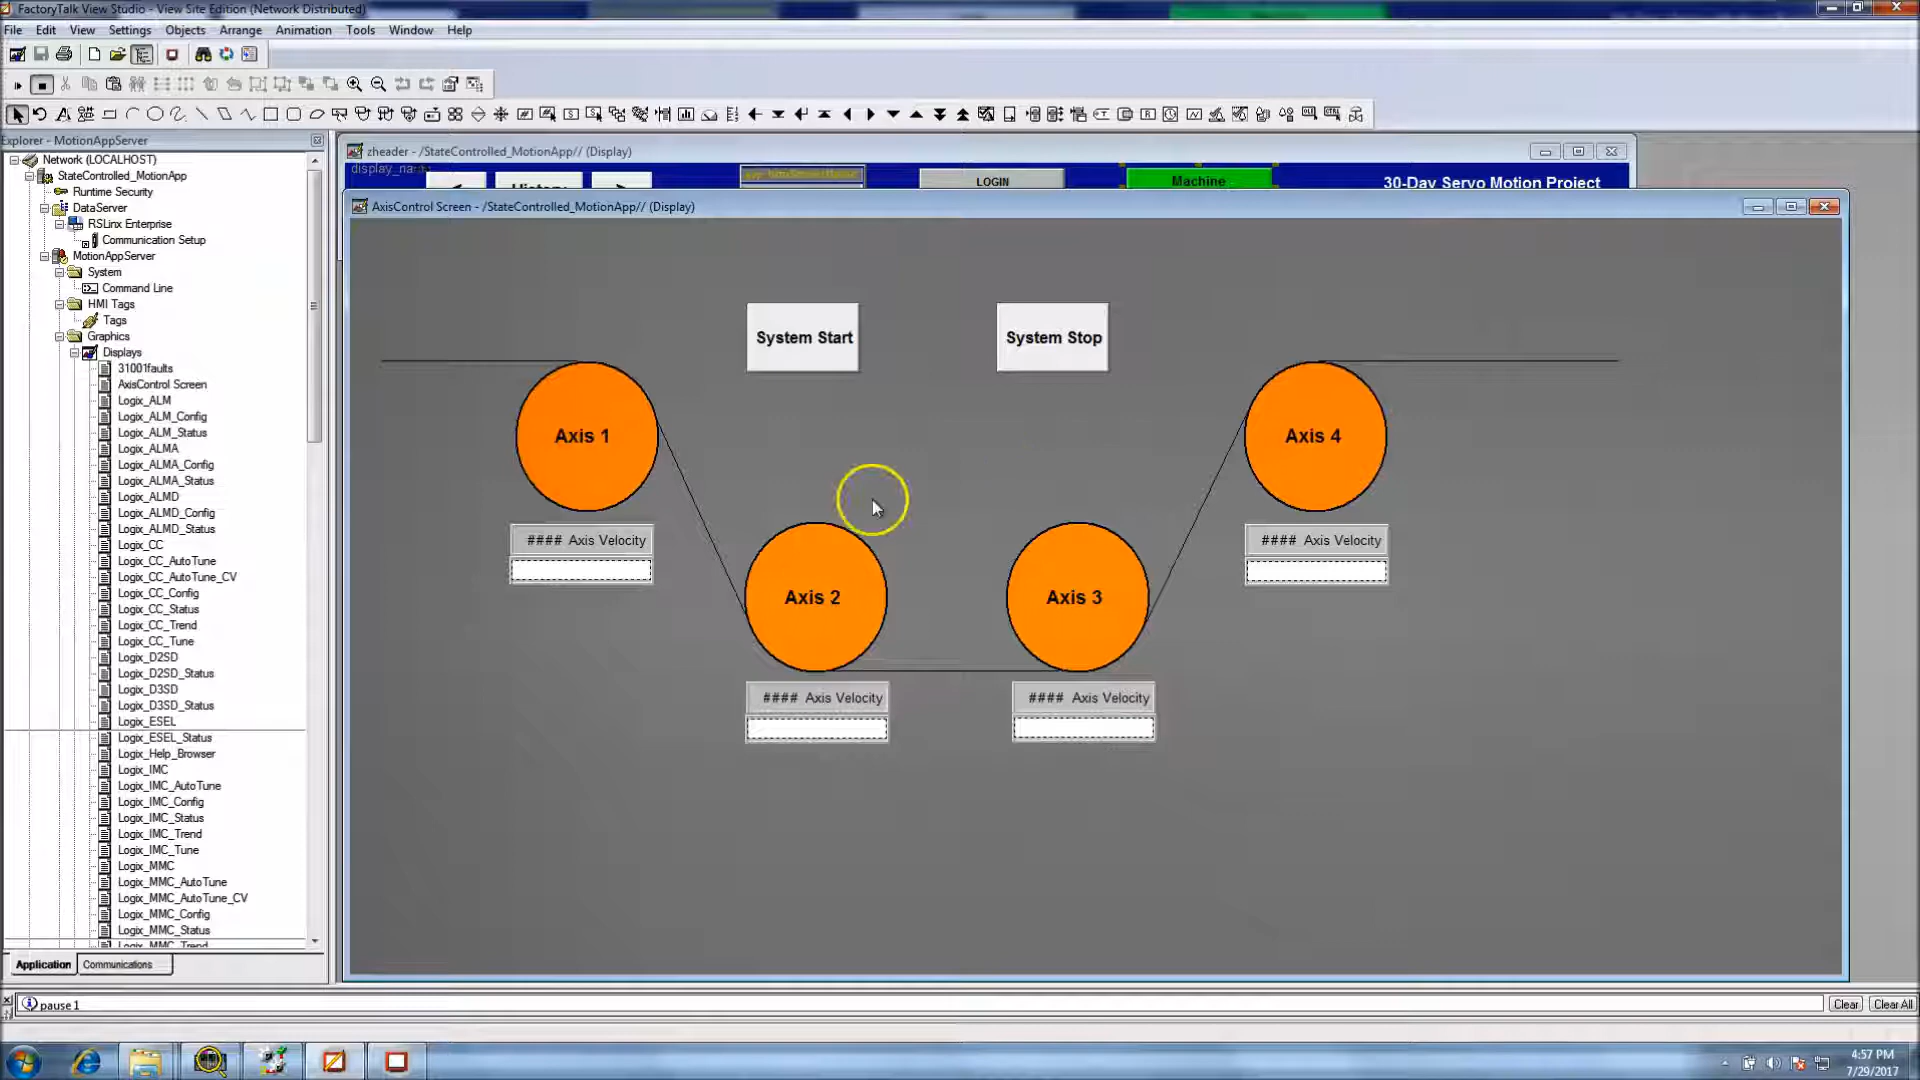 FactoryTalk View Studio - View Site Edition (Network Distributed)
File Edit View Settings Objects Arrange Animation Tools Window Help
Explorer - MotionAppServer
Network (LOCALHOST)
StateControlled_MotionApp
Runtime Security
DataServer
RSLinx Enterprise
Communication Setup
MotionAppServer
System
Command Line
HMI Tags
Tags
Graphics
Displays
31001faults
AxisControl Screen
Logix_ALM
Logix_ALM_Config
Logix_ALM_Status
Logix_ALMA
Logix_ALMA_Config
Logix_ALMA_Status
Logix_ALMD
Logix_ALMD_Config
Logix_ALMD_Status
Logix_CC
Logix_CC_AutoTune
Logix_CC_AutoTune_CV
Logix_CC_Config
Logix_CC_Status
Logix_CC_Trend
Logix_CC_Tune
Logix_D2SD
Logix_D2SD_Status
Logix_D3SD
Logix_D3SD_Status
Logix_ESEL
Logix_ESEL_Status
Logix_Help_Browser
Logix_IMC
Logix_IMC_AutoTune
Logix_IMC_Config
Logix_IMC_Status
Logix_IMC_Trend
Logix_IMC_Tune
Logix_MMC
Logix_MMC_AutoTune
Logix_MMC_AutoTune_CV
Logix_MMC_Config
Logix_MMC_Status
Logix_MMC_Trend
Application Communications
zheader - /StateControlled_MotionApp// (Display)
LOGIN
Machine
30-Day Servo Motion Project
AxisControl Screen - /StateControlled_MotionApp// (Display)
System Start
System Stop
Axis 1
Axis 4
#### Axis Velocity
#### Axis Velocity
Axis 2
Axis 3
#### Axis Velocity
#### Axis Velocity
pause 1
Clear
Clear All
4:57 PM
7/29/2017